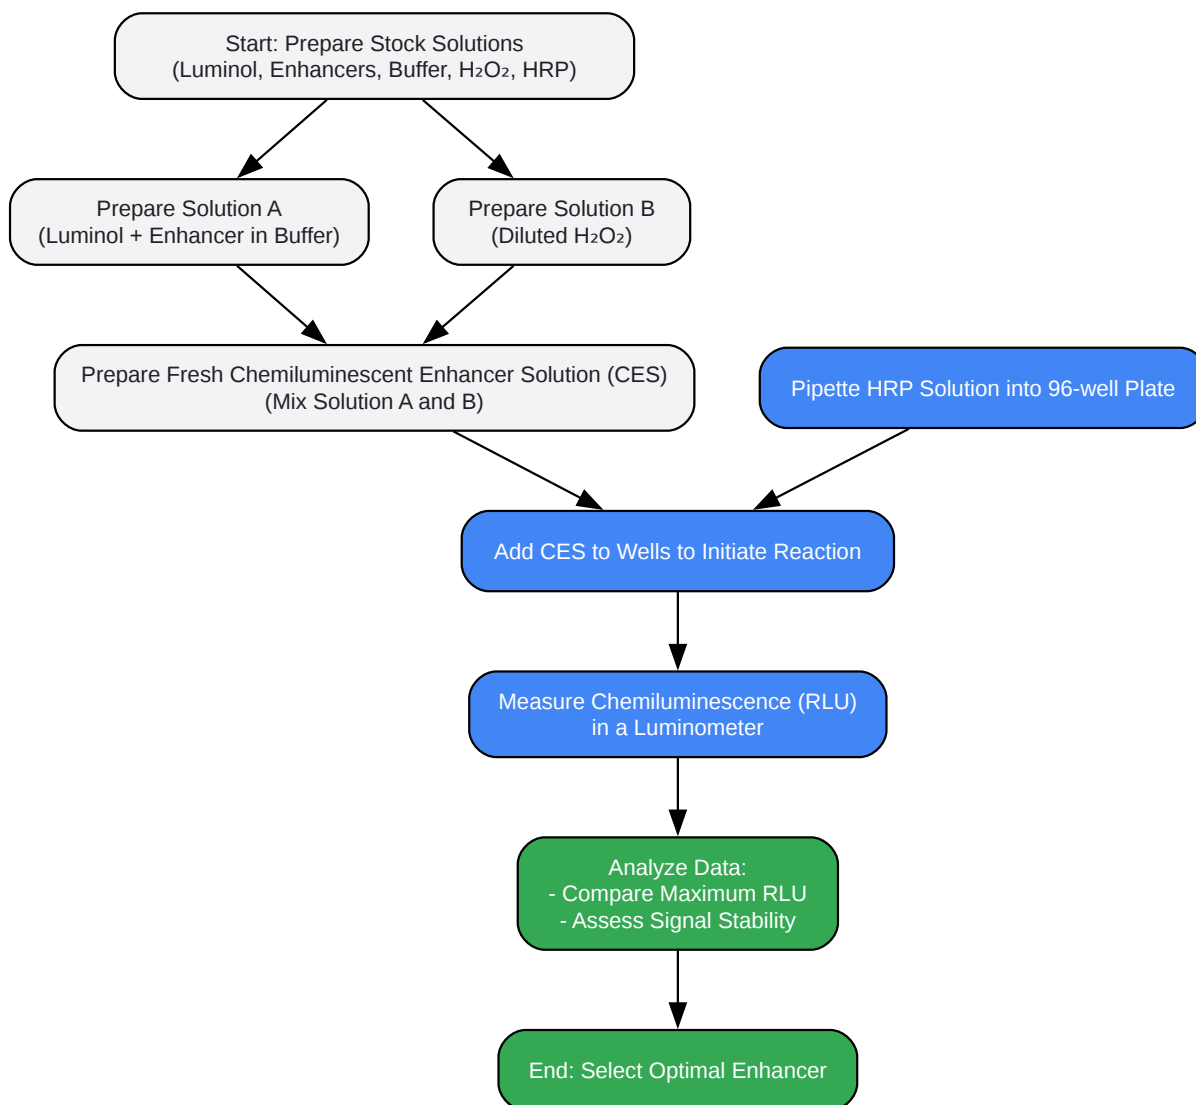 Start: Prepare Stock Solutions
(Luminol, Enhancers, Buffer, H₂O₂, HRP)
Prepare Solution A
(Luminol + Enhancer in Buffer)
Prepare Solution B
(Diluted H₂O₂)
Prepare Fresh Chemiluminescent Enhancer Solution (CES)
(Mix Solution A and B)
Pipette HRP Solution into 96-well Plate
Add CES to Wells to Initiate Reaction
Measure Chemiluminescence (RLU)
in a Luminometer
Analyze Data:
- Compare Maximum RLU
- Assess Signal Stability
End: Select Optimal Enhancer